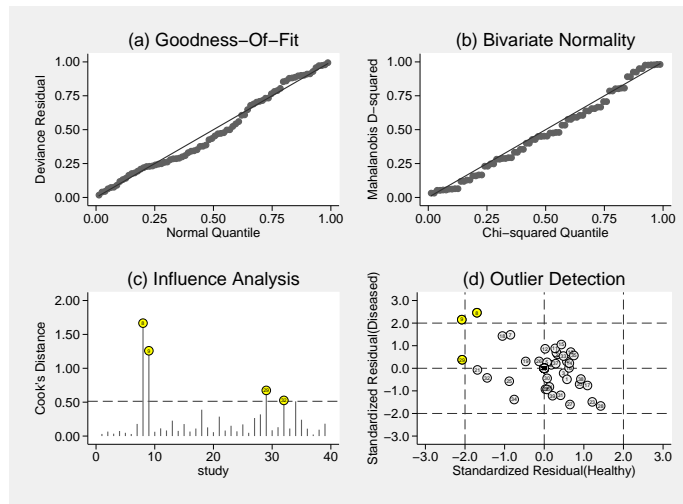 (a) Goodness–Of–Fit
Deviance Residual
1.00
0.75
0.50
0.25
0.00
0.00 0.25 0.50 0.75 1.00
Normal Quantile
(b) Bivariate Normality
Mahalanobis D–squared
1.00
0.75
0.50
0.25
0.00
0.00 0.25 0.50 0.75 1.00
Chi–squared Quantile
(c) Influence Analysis
Cook's Distance
2.00
1.50
1.00
0.50
0.00
0 10 20 30 40
study
(d) Outlier Detection
Standardized Residual(Diseased)
3.0
2.0
1.0
0.0
–1.0
–2.0
–3.0
–3.0 –2.0 –1.0 0.0 1.0 2.0 3.0
Standardized Residual(Healthy)